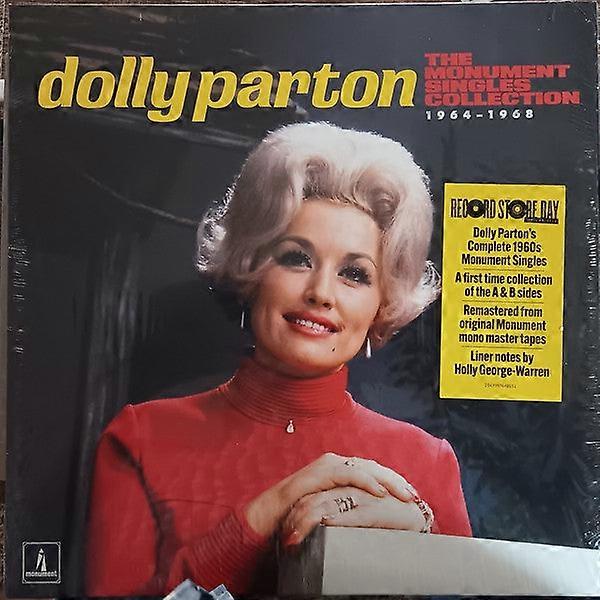 dolly parton
THE
MONUMENT
SINGLES
COLLECTION
1964-1968
RECORD STORE DAY
Dolly Parton's
Complete 1960s
Monument Singles
A first time collection
of the A & B sides
Remastered from
original Monument
mono master tapes
Liner notes by
Holly George-Warren
monument